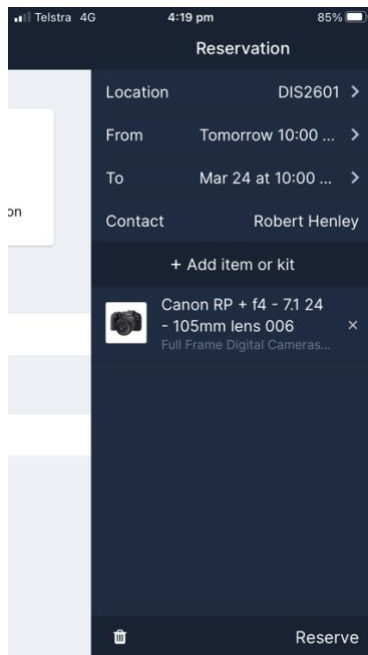 Telstra 4G 4:19 pm 85%
Reservation
Location DIS2601 >
From Tomorrow 10:00 ... >
To Mar 24 at 10:00 ... >
on
Contact Robert Henley
+ Add item or kit
Canon RP + f4 - 7.1 24
- 105mm lens 006 ×
Full Frame Digital Cameras...
Reserve